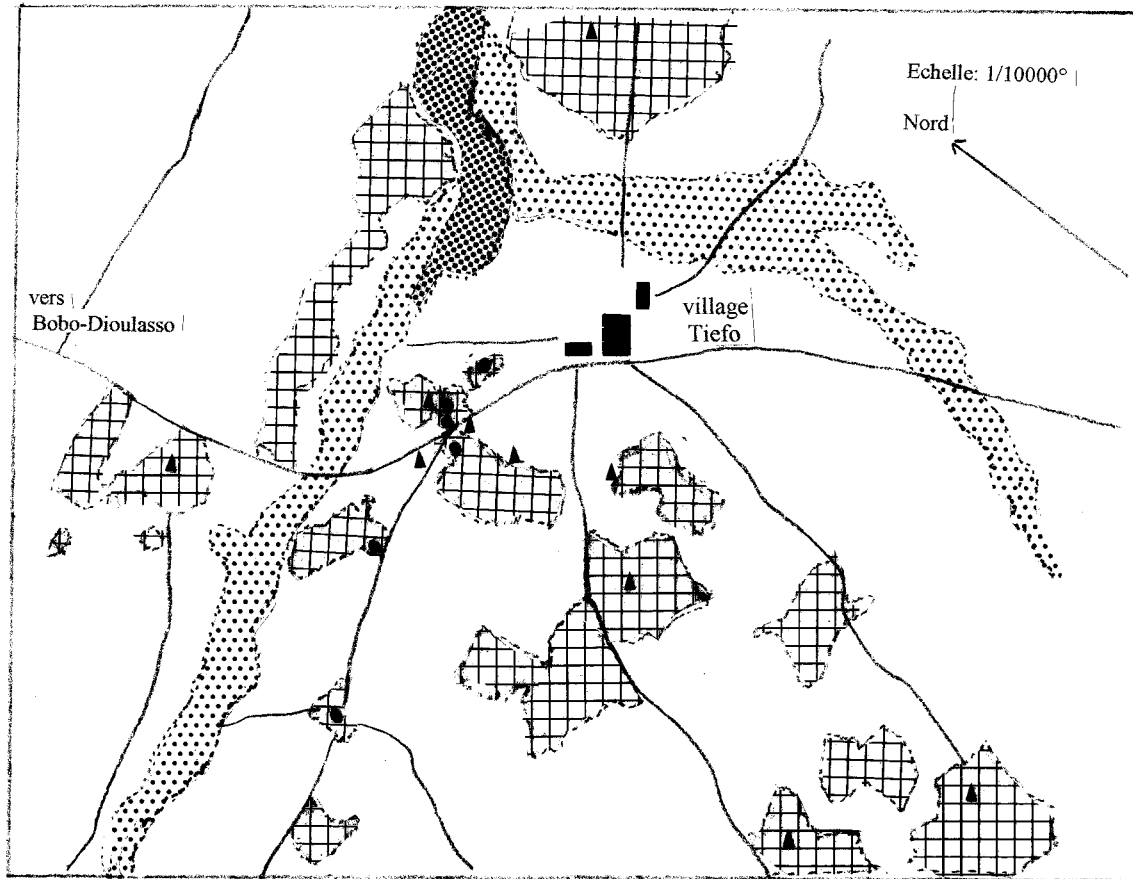 Echelle: 1/10000°
Nord
vers
Bobo-Dioulasso
village
Tiefo